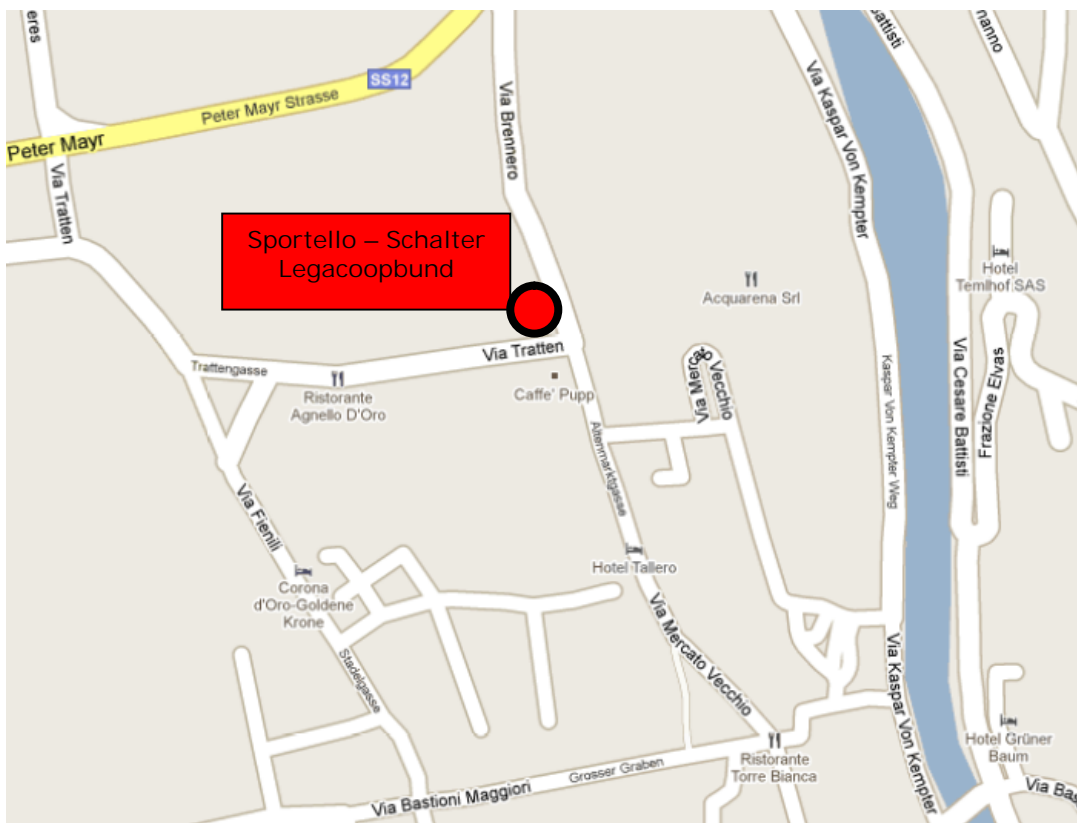 eres
SS12
Peter Mayr Strasse
Peter Mayr
Via Tratten
Via Brennero
Battisti
Via Kaspar Von Kempter
Sportello – Schalter
Legacoopbund
Acquarena Srl
Hotel
Temlhof SAS
Via Tratten
Trattengasse
Ristorante
Agnello D'Oro
Caffe' Pupp
Via Mercato Vecchio
Kaspar Von Kempter Weg
Via Cesare Battisti
Frazione Elvas
Altenmarktgasse
Via Fienili
Hotel Tallero
Corona
d'Oro-Goldene
Krone
Via Mercato Vecchio
Stadelgasse
Via Kaspar Von Kempter
Hotel Grüner
Baum
Ristorante
Torre Bianca
Grosser Graben
Via Bastioni Maggiori
Via Bas